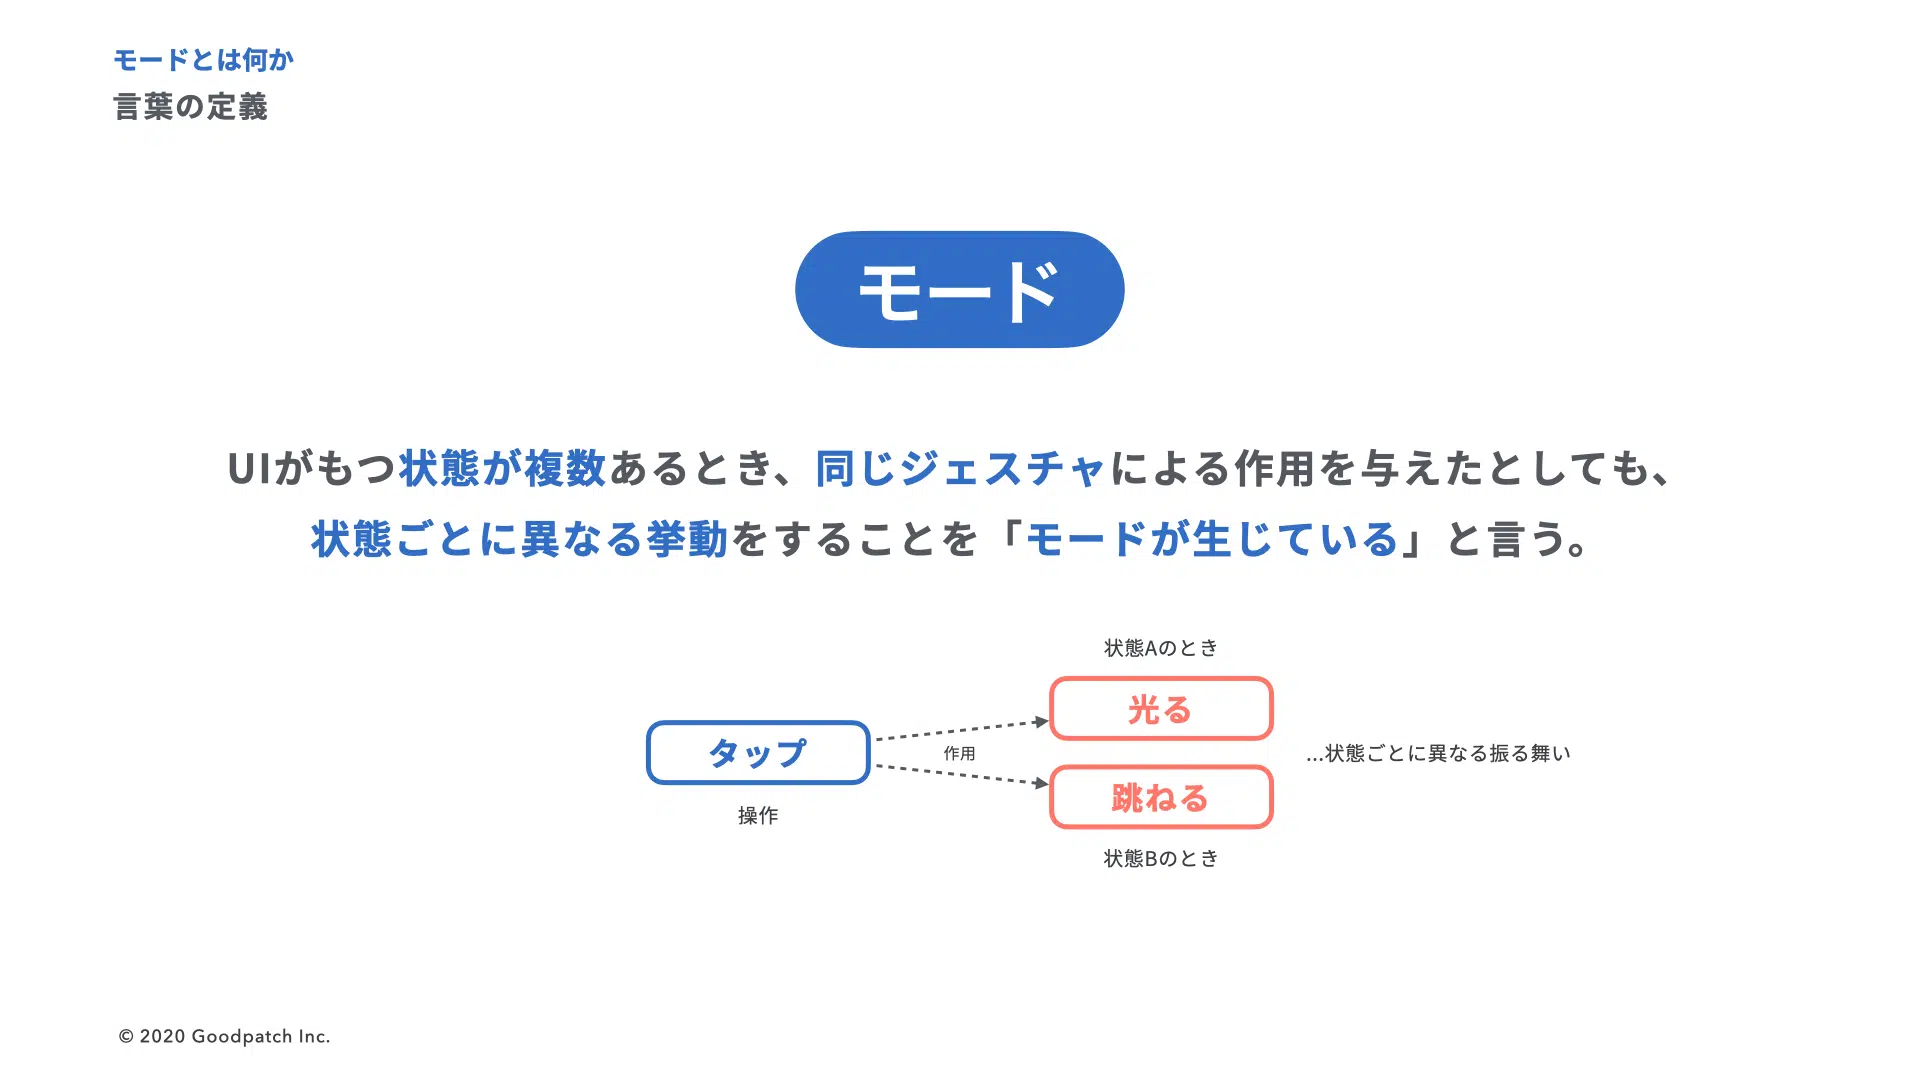 モードとは何か
言葉の定義
モード
UIがもつ状態が複数あるとき、同じジェスチャによる作用を与えたとしても、
状態ごとに異なる挙動をすることを「モードが生じている」と言う。
状態Aのとき
光る
タップ
作用
...状態ごとに異なる振る舞い
跳ねる
操作
状態Bのとき
© 2020 Goodpatch Inc.